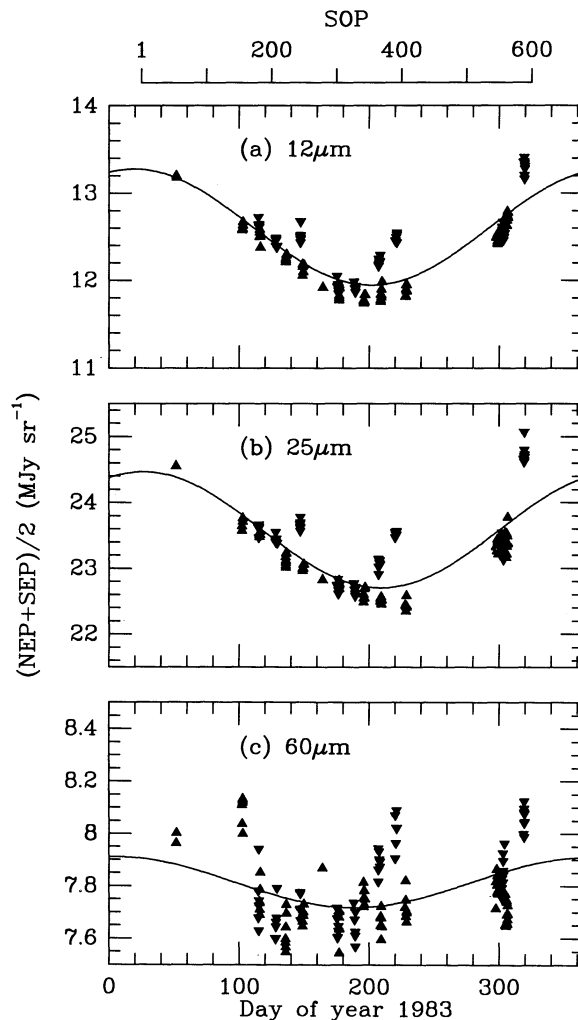 SOP
1 200 400 600
14
(a) 12μm
13
12
11
25
(b) 25μm
24
23
22
(NEP+SEP)/2 (MJy sr⁻¹)
8.4
(c) 60μm
8.2
8
7.8
7.6
0 100 200 300
Day of year 1983